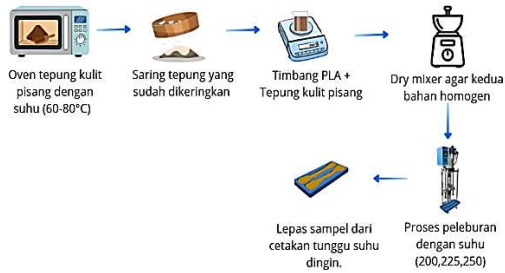 Oven tepung kulit
pisang dengan
suhu (60-80°C)
Saring tepung yang
sudah dikeringkan
Timbang PLA +
Tepung kulit pisang
Dry mixer agar kedua
bahan homogen
Proses peleburan
dengan suhu
(200,225,250)
Lepas sampel dari
cetakan tunggu suhu
dingin.